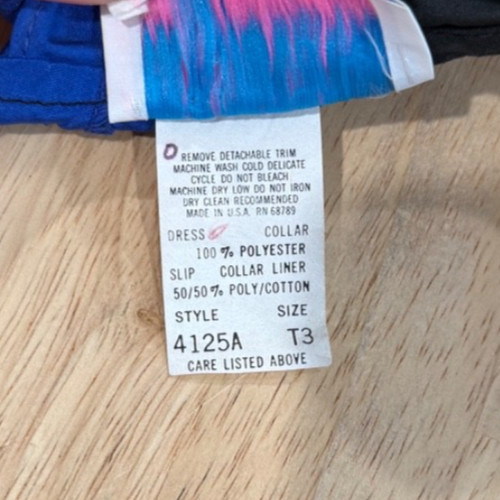 REMOVE DETACHABLE TRIM
MACHINE WASH COLD DELICATE
CYCLE DO NOT BLEACH
MACHINE DRY LOW DO NOT IRON
DRY CLEAN RECOMMENDED
MADE IN U.S.A. RN 68789
DRESS COLLAR
100 % POLYESTER
SLIP COLLAR LINER
50/50% POLY/COTTON
STYLE SIZE
4125A T3
CARE LISTED ABOVE